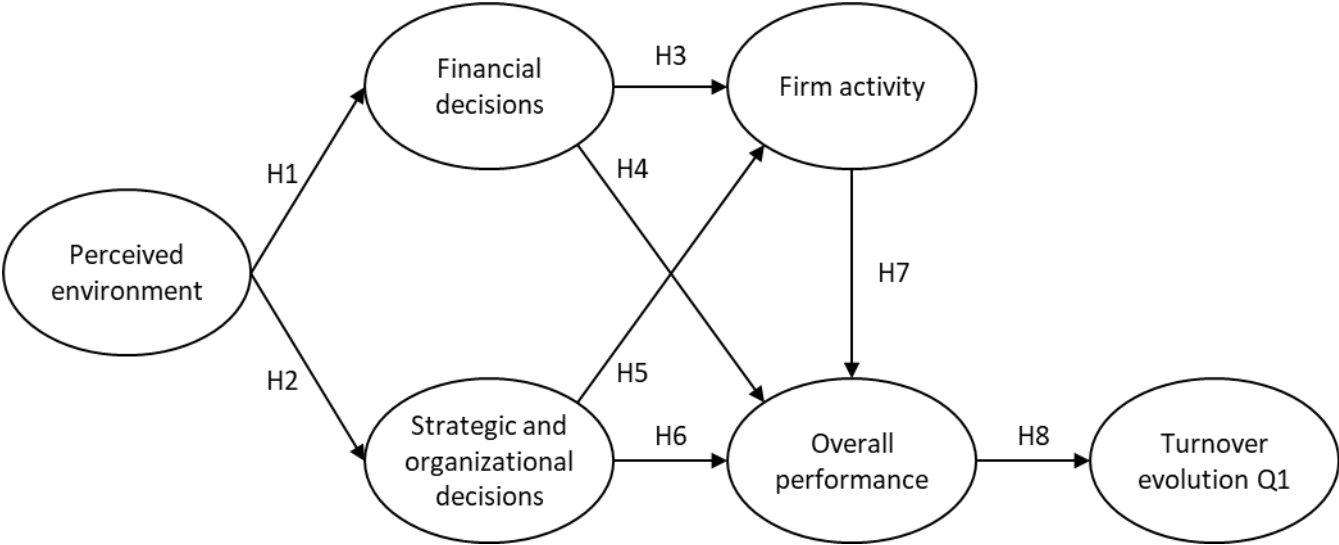 Financial
decisions
H3
Firm activity
H1
H4
Perceived
environment
H7
H2
H5
Strategic and
organizational
decisions
H6
Overall
performance
H8
Turnover
evolution Q1